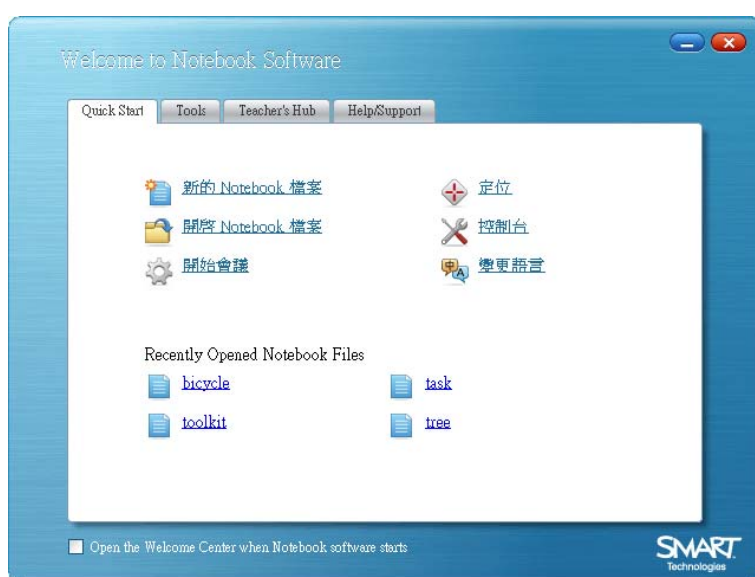 Welcome to Notebook Software
Quick Start Tools Teacher's Hub Help/Support
新的 Notebook 檔案 定位
開啓 Notebook 檔案 控制台
開始會議 變更語言
Recently Opened Notebook Files
bicycle task
toolkit tree
Open the Welcome Center when Notebook software starts
SMART
Technologies